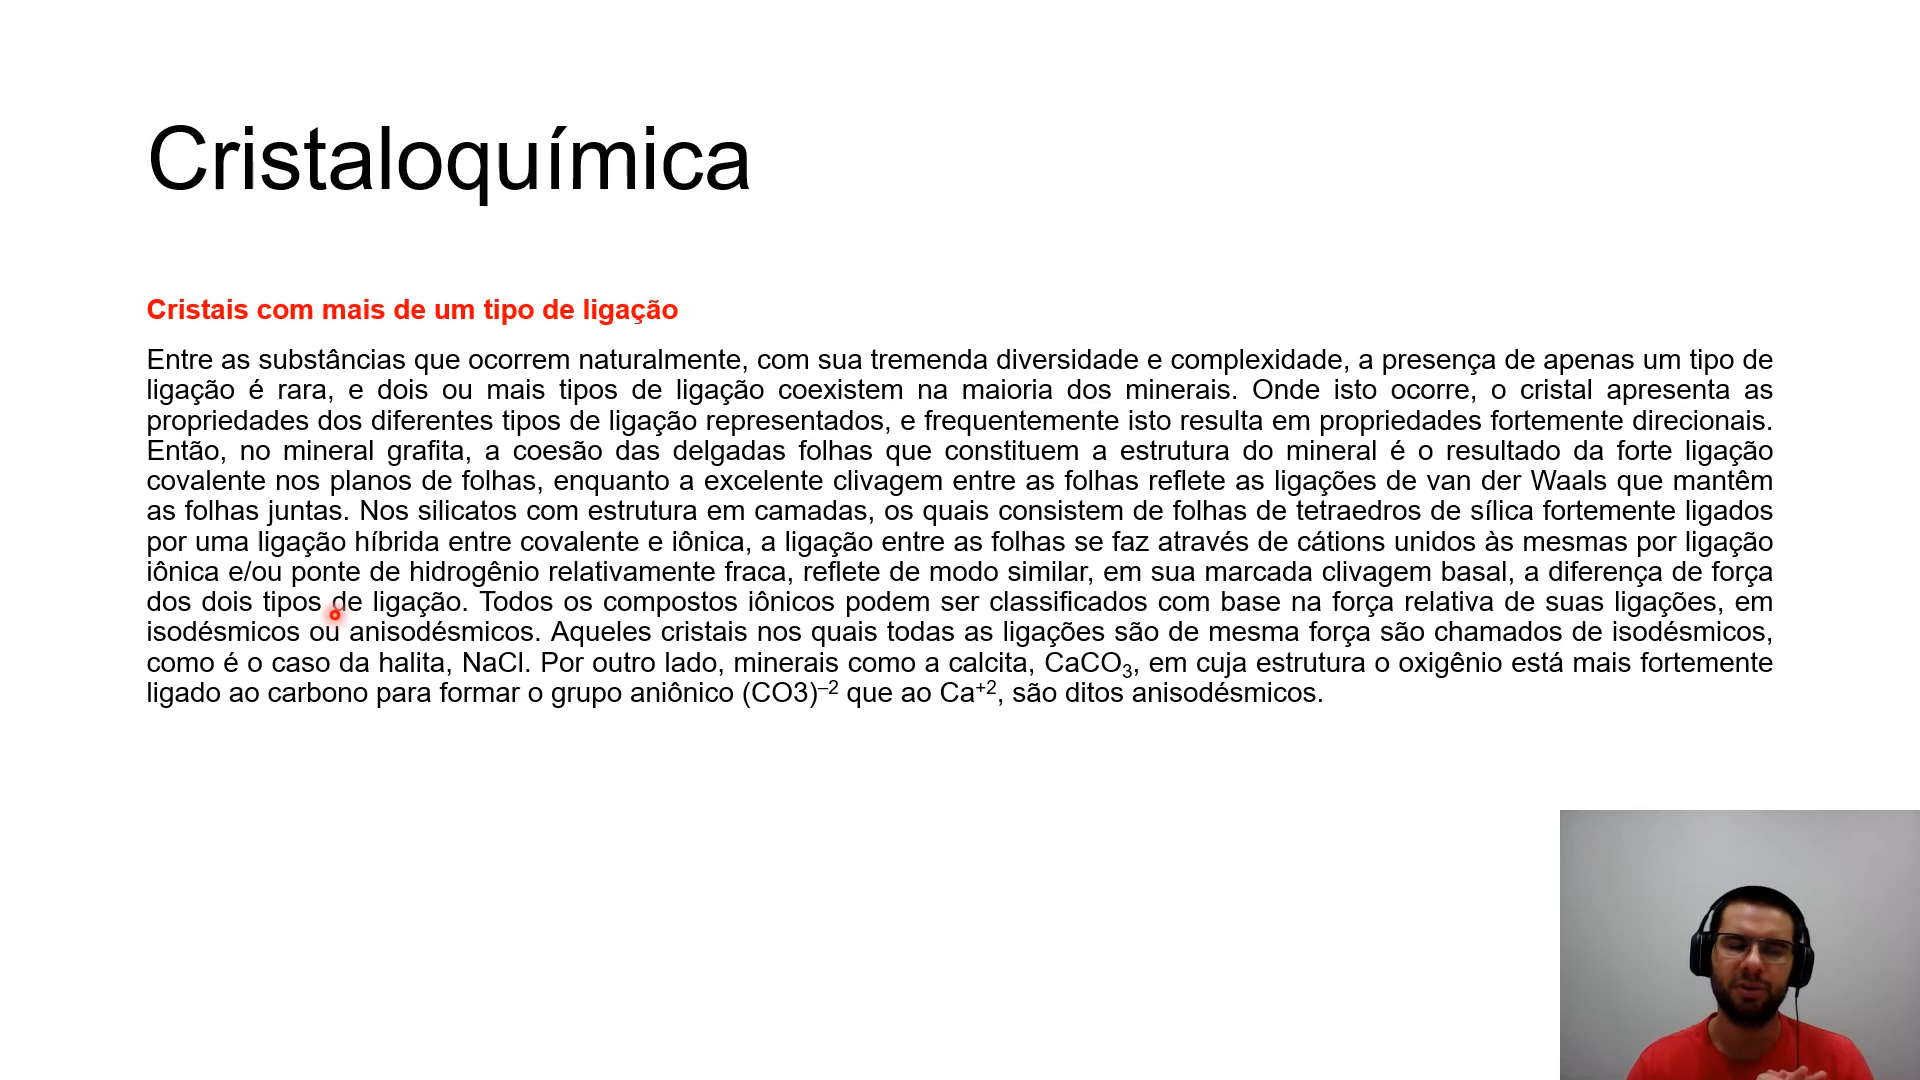 Cristaloquímica
Cristais com mais de um tipo de ligação
Entre as substâncias que ocorrem naturalmente, com sua tremenda diversidade e complexidade, a presença de apenas um tipo de
ligação é rara, e dois ou mais tipos de ligação coexistem na maioria dos minerais. Onde isto ocorre, o cristal apresenta as
propriedades dos diferentes tipos de ligação representados, e frequentemente isto resulta em propriedades fortemente direcionais.
Então, no mineral grafita, a coesão das delgadas folhas que constituem a estrutura do mineral é o resultado da forte ligação
covalente nos planos de folhas, enquanto a excelente clivagem entre as folhas reflete as ligações de van der Waals que mantêm
as folhas juntas. Nos silicatos com estrutura em camadas, os quais consistem de folhas de tetraedros de sílica fortemente ligados
por uma ligação híbrida entre covalente e iônica, a ligação entre as folhas se faz através de cátions unidos às mesmas por ligação
iônica e/ou ponte de hidrogênio relativamente fraca, reflete de modo similar, em sua marcada clivagem basal, a diferença de força
dos dois tipos de ligação. Todos os compostos iônicos podem ser classificados com base na força relativa de suas ligações, em
isodésmicos ou anisodésmicos. Aqueles cristais nos quais todas as ligações são de mesma força são chamados de isodésmicos,
como é o caso da halita, NaCl. Por outro lado, minerais como a calcita, CaCO₃, em cuja estrutura o oxigênio está mais fortemente
ligado ao carbono para formar o grupo aniônico (CO3)⁻² que ao Ca⁺², são ditos anisodésmicos.